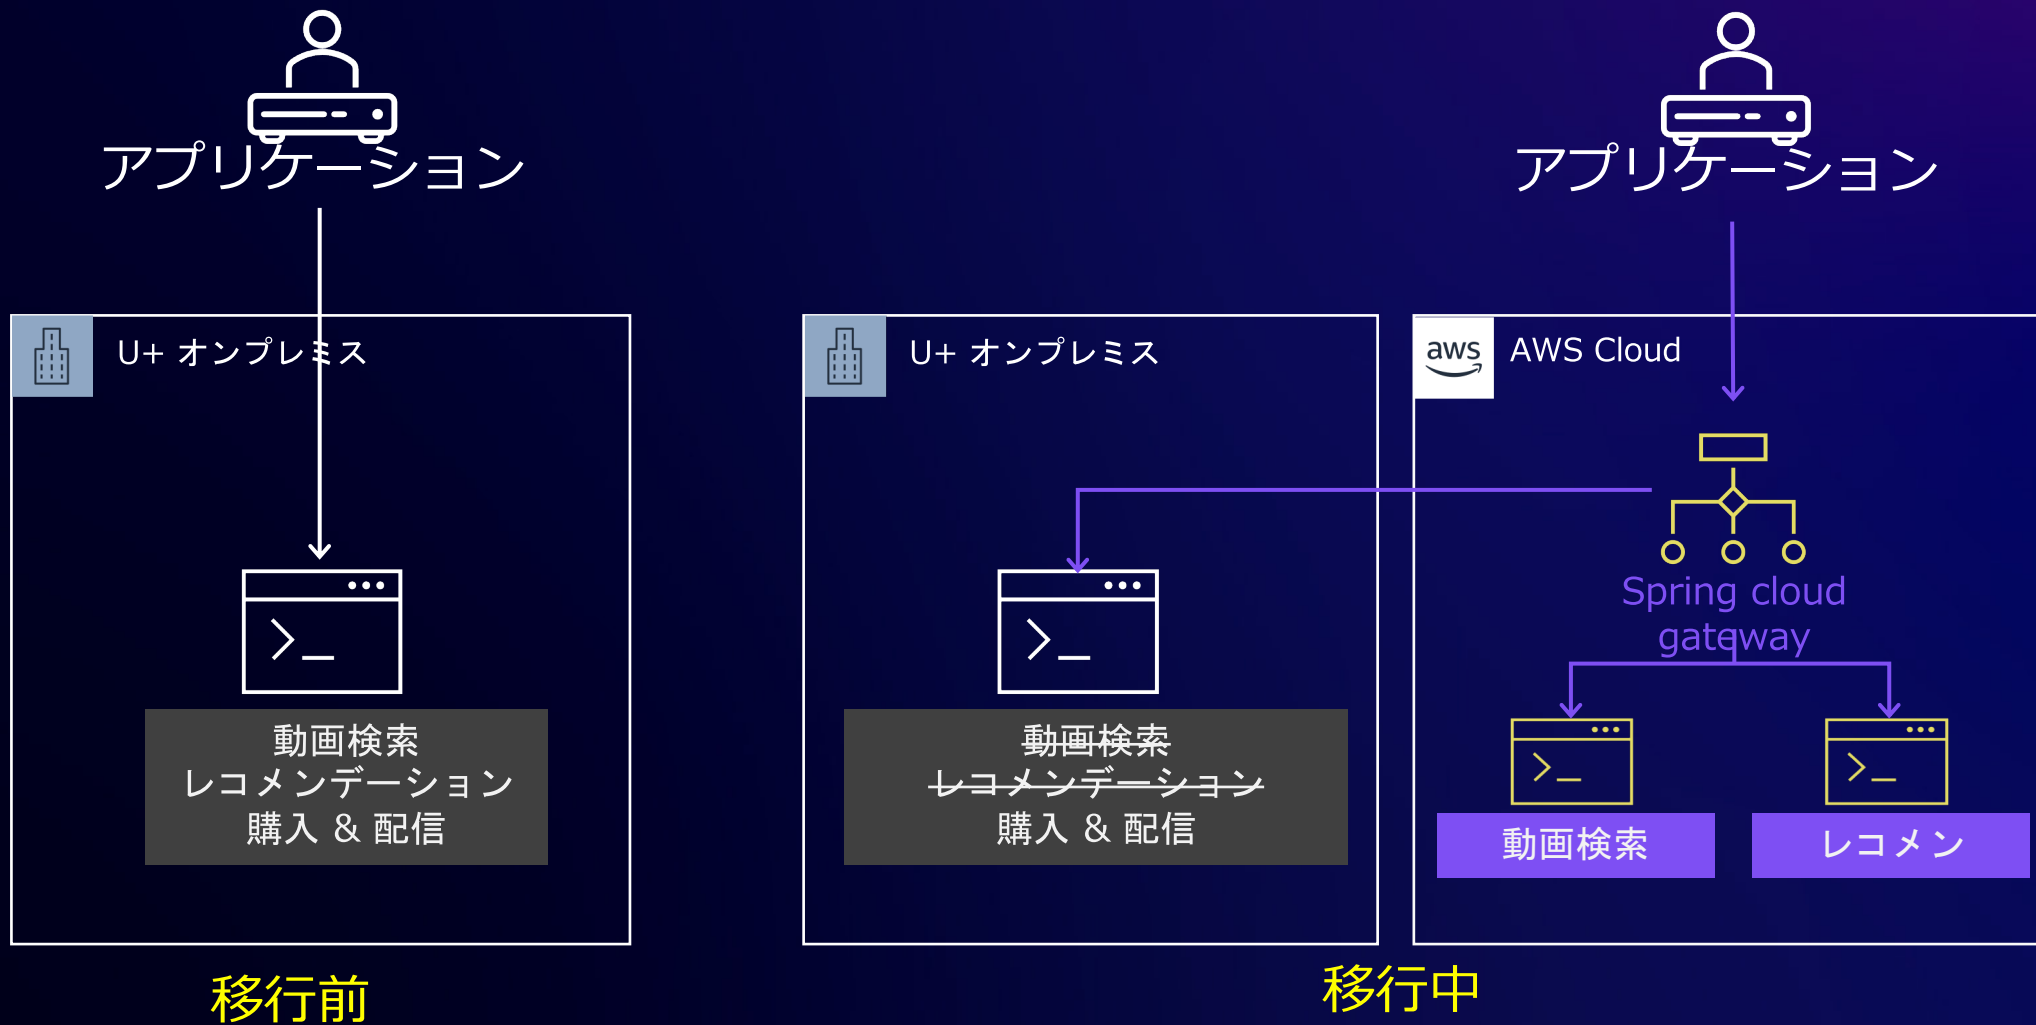 アプリケーション
U+ オンプレミス
動画検索
レコメンデーション
購入 & 配信
移行前
アプリケーション
U+ オンプレミス
動画検索
レコメンデーション
購入 & 配信
aws
AWS Cloud
Spring cloud
gateway
動画検索
レコメン
移行中